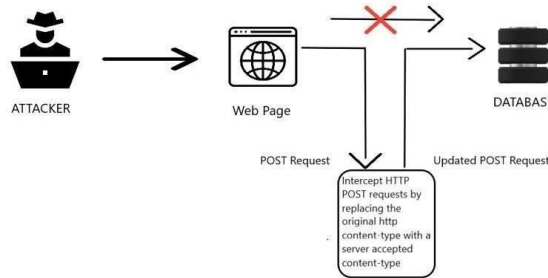 ATTACKER
Web Page
DATABAS
POST Request
Updated POST Request
Intercept HTTP
POST requests by
replacing the
original http
content-type with a
server accepted
content-type